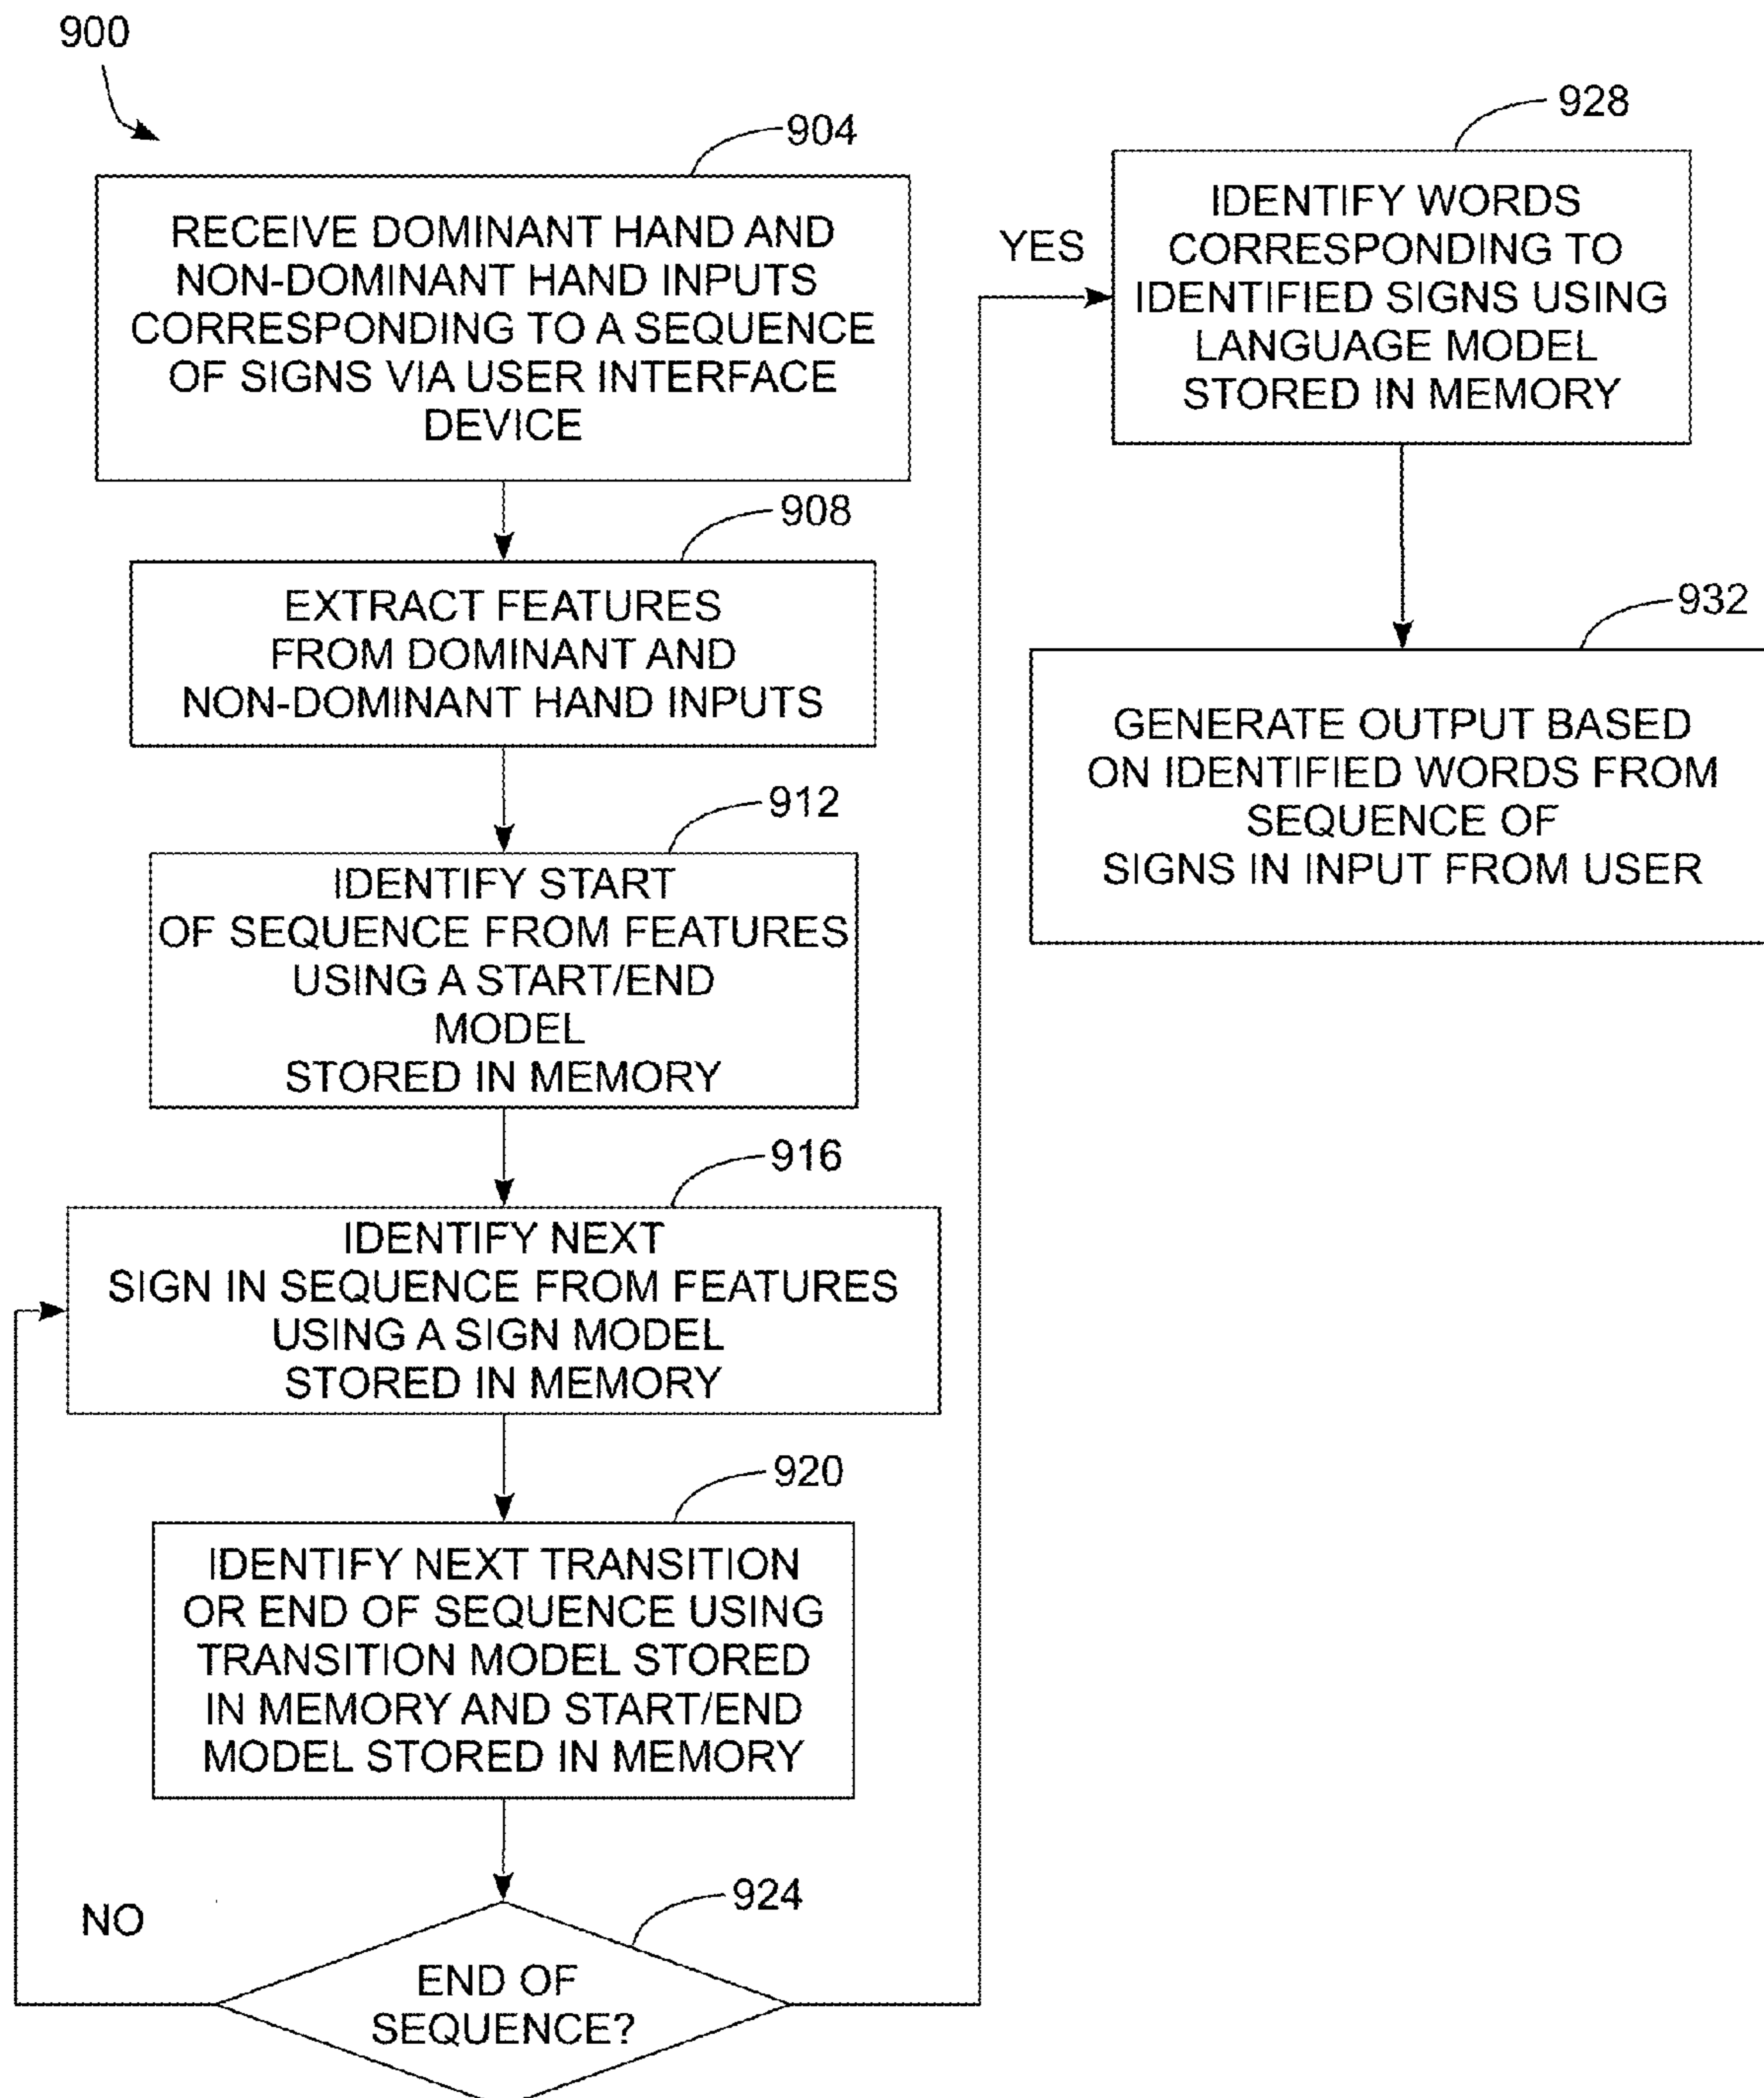 900
904
RECEIVE DOMINANT HAND AND
NON-DOMINANT HAND INPUTS
CORRESPONDING TO A SEQUENCE
OF SIGNS VIA USER INTERFACE
DEVICE
908
EXTRACT FEATURES
FROM DOMINANT AND
NON-DOMINANT HAND INPUTS
912
IDENTIFY START
OF SEQUENCE FROM FEATURES
USING A START/END
MODEL
STORED IN MEMORY
916
IDENTIFY NEXT
SIGN IN SEQUENCE FROM FEATURES
USING A SIGN MODEL
STORED IN MEMORY
920
IDENTIFY NEXT TRANSITION
OR END OF SEQUENCE USING
TRANSITION MODEL STORED
IN MEMORY AND START/END
MODEL STORED IN MEMORY
924
NO
END OF
SEQUENCE?
YES
928
IDENTIFY WORDS
CORRESPONDING TO
IDENTIFIED SIGNS USING
LANGUAGE MODEL
STORED IN MEMORY
932
GENERATE OUTPUT BASED
ON IDENTIFIED WORDS FROM
SEQUENCE OF
SIGNS IN INPUT FROM USER